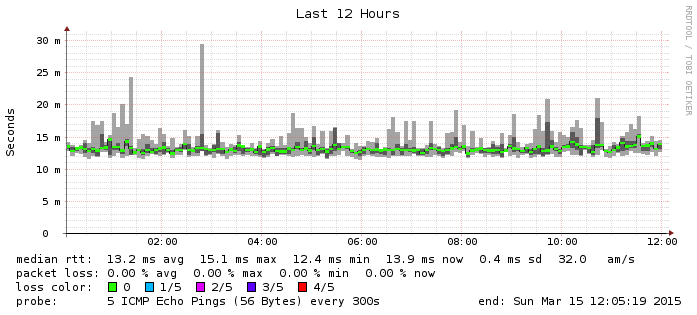 Last 12 Hours
RRDTOOL / TOBI OETIKER
Seconds
30 m
25 m
20 m
15 m
10 m
5 m
0
02:00 04:00 06:00 08:00 10:00 12:00
median rtt: 13.2 ms avg 15.1 ms max 12.4 ms min 13.9 ms now 0.4 ms sd 32.0 am/s
packet loss: 0.00 % avg 0.00 % max 0.00 % min 0.00 % now
loss color: 0 1/5 2/5 3/5 4/5
probe: 5 ICMP Echo Pings (56 Bytes) every 300s end: Sun Mar 15 12:05:19 2015